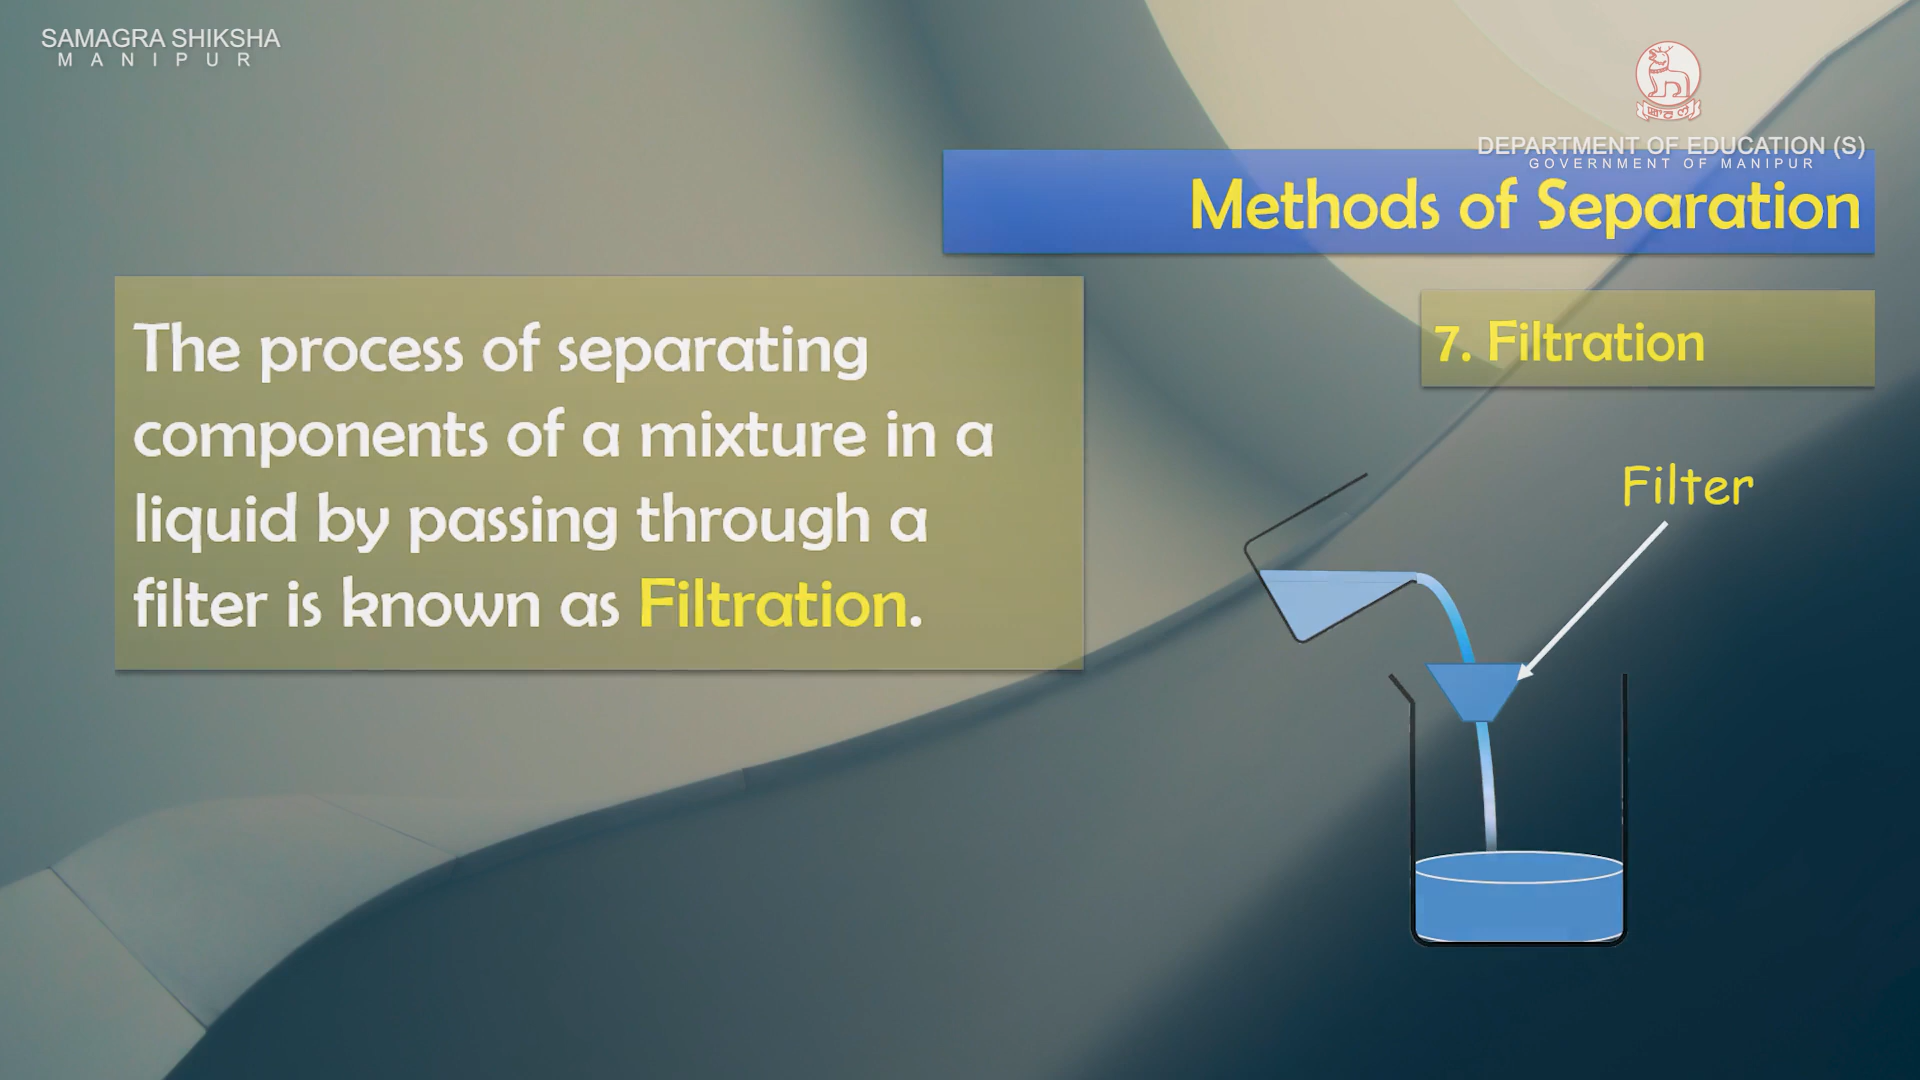 SAMAGRA SHIKSHA
MANIPUR
DEPARTMENT OF EDUCATION (S)
GOVERNMENT OF MANIPUR
Methods of Separation
7. Filtration
The process of separating
components of a mixture in a
liquid by passing through a
filter is known as Filtration.
Filter